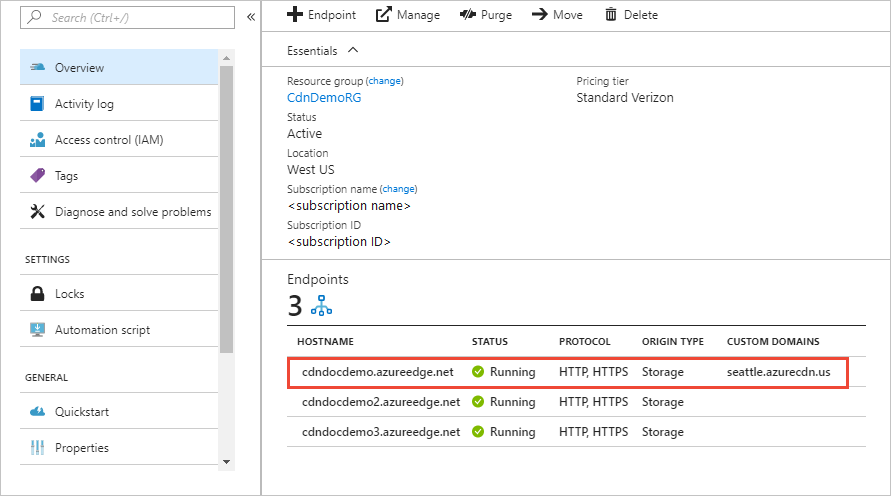 Search (Ctrl+/)
«
Overview
Activity log
Access control (IAM)
Tags
Diagnose and solve problems
SETTINGS
Locks
Automation script
GENERAL
Quickstart
Properties
Endpoint Manage Purge Move Delete
Essentials
Resource group (change)
CdnDemoRG
Status
Active
Location
West US
Subscription name (change)
<subscription name>
Subscription ID
<subscription ID>
Pricing tier
Standard Verizon
Endpoints
3
HOSTNAME STATUS PROTOCOL ORIGIN TYPE CUSTOM DOMAINS
cdndocdemo.azureedge.net Running HTTP, HTTPS Storage seattle.azurecdn.us
cdndocdemo2.azureedge.net Running HTTP, HTTPS Storage
cdndocdemo3.azureedge.net Running HTTP, HTTPS Storage